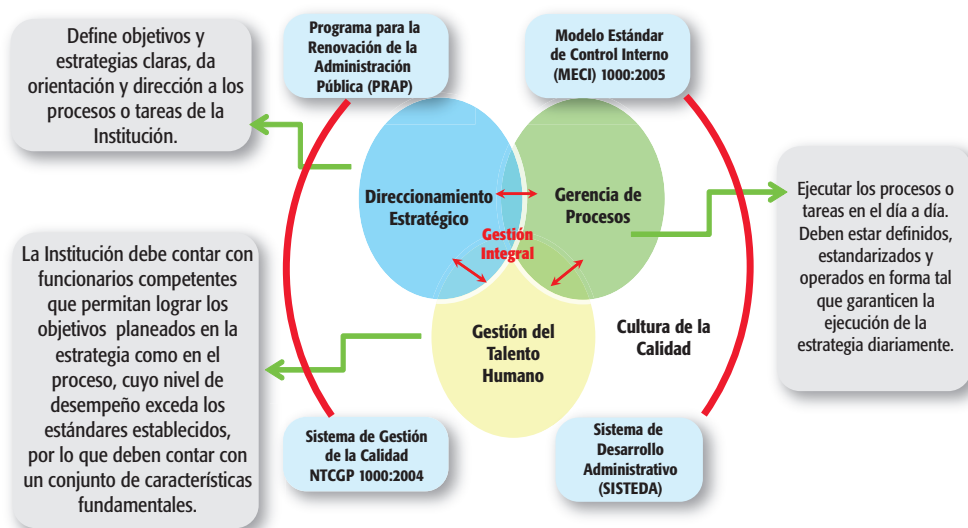 Define objetivos y
estrategias claras, da
orientación y dirección a los
procesos o tareas de la
Institución.
Programa para la
Renovación de la
Administración
Pública (PRAP)
Modelo Estándar
de Control Interno
(MECI) 1000:2005
Direccionamiento
Estratégico
Gerencia de
Procesos
Gestión
Integral
Gestión del
Talento
Humano
Cultura de la
Calidad
Ejecutar los procesos o
tareas en el día a día.
Deben estar definidos,
estandarizados y
operados en forma tal
que garanticen la
ejecución de la
estrategia diariamente.
La Institución debe contar con
funcionarios competentes
que permitan lograr los
objetivos planeados en la
estrategia como en el
proceso, cuyo nivel de
desempeño exceda los
estándares establecidos,
por lo que deben contar con
un conjunto de características
fundamentales.
Sistema de Gestión
de la Calidad
NTCGP 1000:2004
Sistema de
Desarrollo
Administrativo
(SISTEDA)